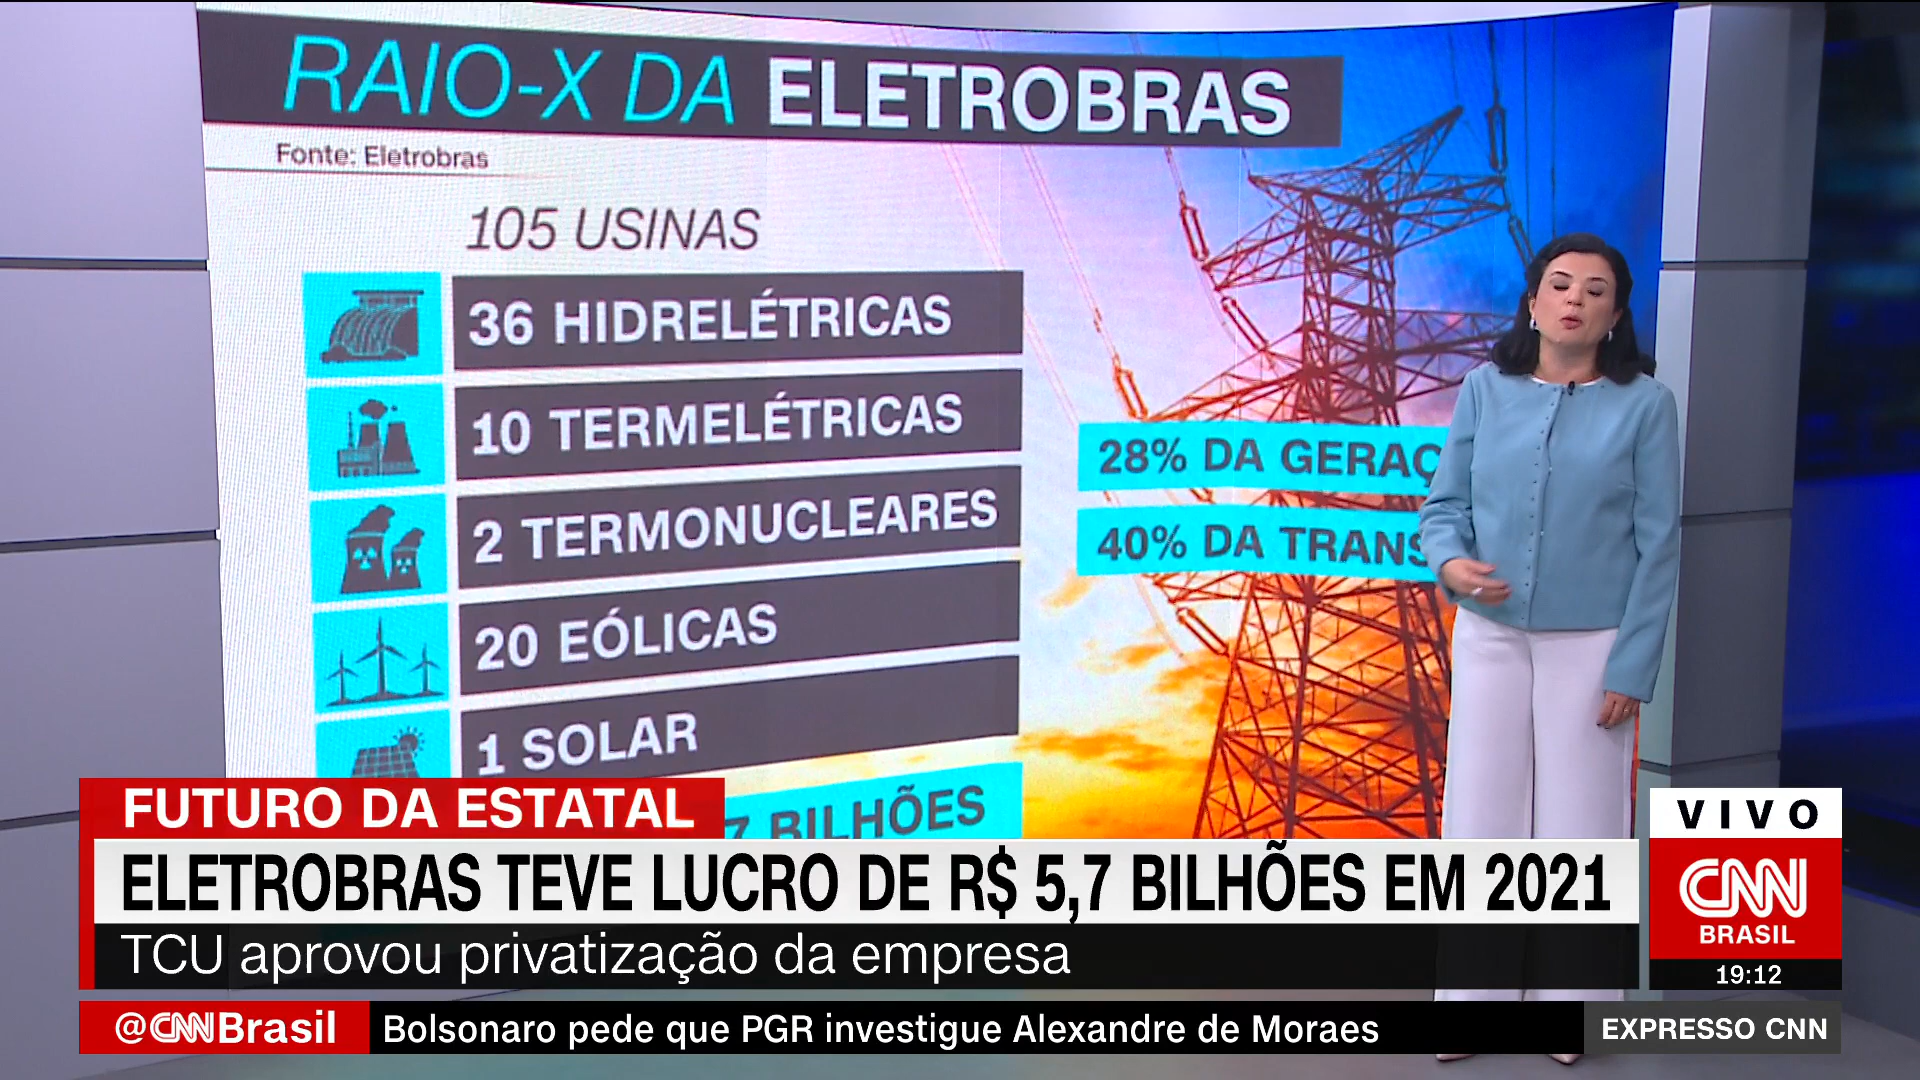 RAIO-X DA ELETROBRAS
Fonte: Eletrobras
105 USINAS
36 HIDRELÉTRICAS
10 TERMELÉTRICAS
28% DA
2 TERMONUCLEARES
40% DA
20 EÓLICAS
1 SOLAR
7 BILHÕES
FUTURO DA ESTATAL
ELETROBRAS TEVE LUCRO DE R$ 5,7 BILHÕES EM 2021
TCU aprovou privatização da empresa
VIVO
CNN
BRASIL
19:12
@CNNBrasil
Bolsonaro pede que PGR investigue Alexandre de Moraes
EXPRESSO CNN